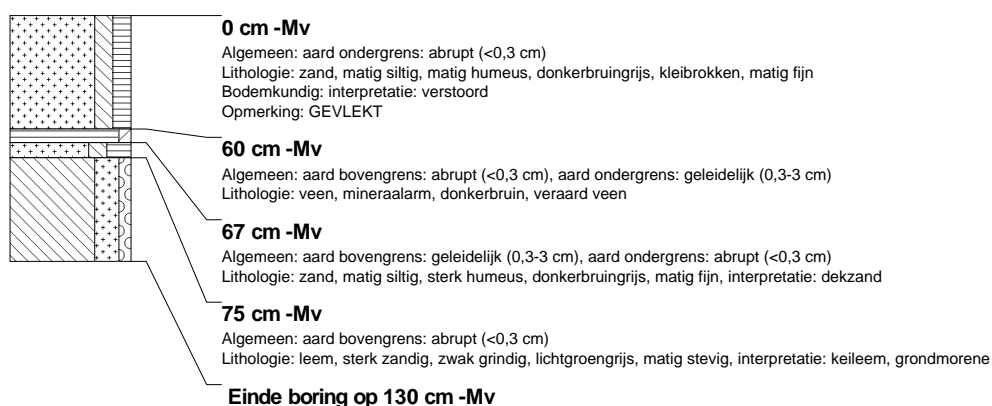 0 cm -Mv
Algemeen: aard ondergrens: abrupt (<0,3 cm)
Lithologie: zand, matig siltig, matig humeus, donkerbruingrijs, kleibrokken, matig fijn
Bodemkundig: interpretatie: verstoord
Opmerking: GEVLEKT
60 cm -Mv
Algemeen: aard bovengrens: abrupt (<0,3 cm), aard ondergrens: geleidelijk (0,3-3 cm)
Lithologie: veen, mineraalarm, donkerbruin, veraard veen
67 cm -Mv
Algemeen: aard bovengrens: geleidelijk (0,3-3 cm), aard ondergrens: abrupt (<0,3 cm)
Lithologie: zand, matig siltig, sterk humeus, donkerbruingrijs, matig fijn, interpretatie: dekzand
75 cm -Mv
Algemeen: aard bovengrens: abrupt (<0,3 cm)
Lithologie: leem, sterk zandig, zwak grindig, lichtgroengrijs, matig stevig, interpretatie: keileem, grondmorene
Einde boring op 130 cm -Mv